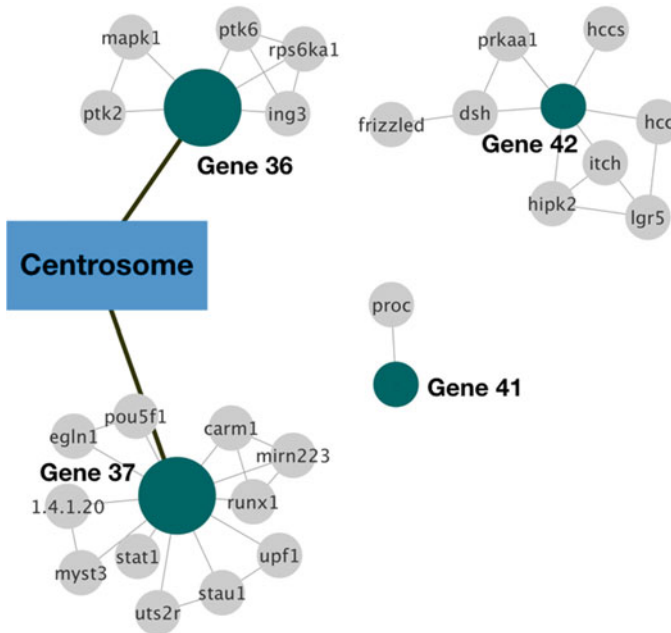 ptk6
mapk1
rps6ka1
ptk2
ing3
Gene 36
hccs
prkaa1
frizzled
dsh
hcc
Gene 42
itch
hipk2
lgr5
Centrosome
proc
Gene 41
pou5f1
egln1
carm1
mirn223
Gene 37
1.4.1.20
runx1
stat1
upf1
myst3
stau1
uts2r